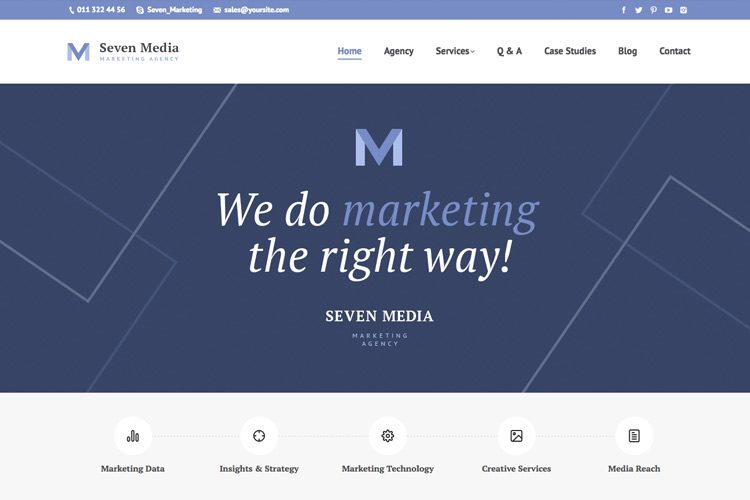 011 322 44 56 Seven_Marketing sales@yoursite.com
Seven Media
MARKETING AGENCY
Home Agency Services Q & A Case Studies Blog Contact
M
We do marketing
the right way!
SEVEN MEDIA
MARKETING
AGENCY
Marketing Data Insights & Strategy Marketing Technology Creative Services Media Reach